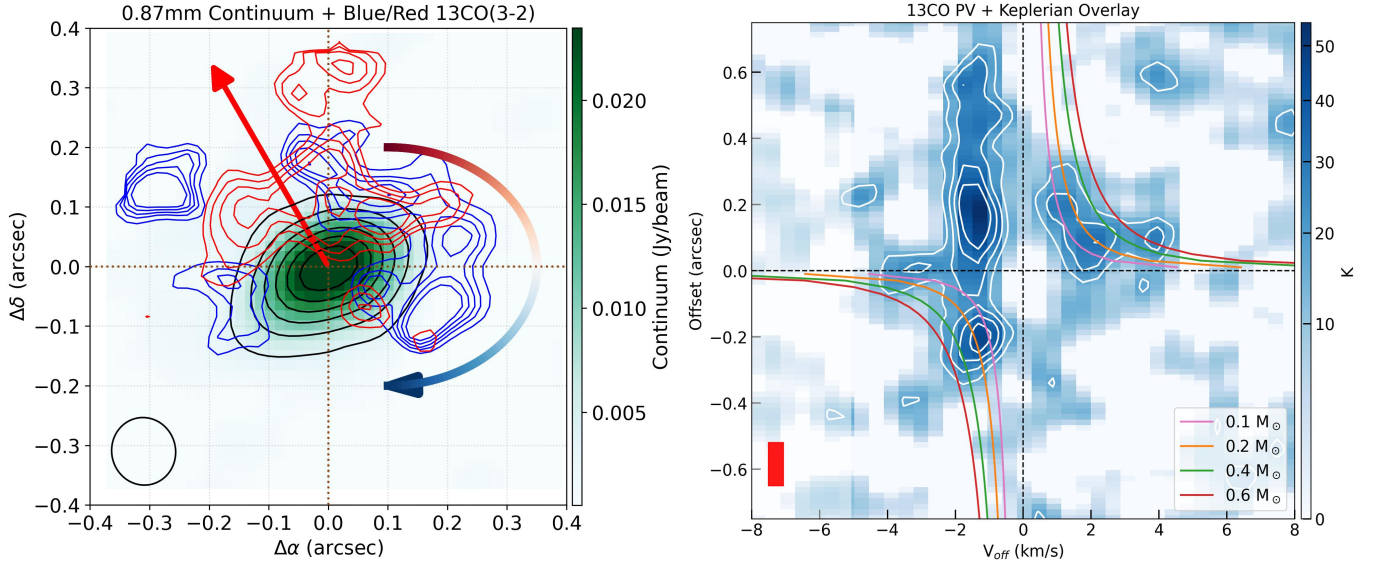 0.87mm Continuum + Blue/Red 13CO(3-2)
0.4
0.3
0.2
0.1
0.0
−0.1
−0.2
−0.3
−0.4
Δδ (arcsec)
−0.4 −0.3 −0.2 −0.1 0.0 0.1 0.2 0.3 0.4
Δα (arcsec)
0.020
0.015
0.010
0.005
Continuum (Jy/beam)
13CO PV + Keplerian Overlay
0.6
0.4
0.2
0.0
−0.2
−0.4
−0.6
Offset (arcsec)
−8 −6 −4 −2 0 2 4 6 8
V_off (km/s)
0.1 M⊙
0.2 M⊙
0.4 M⊙
0.6 M⊙
50
40
30
20
10
0
K